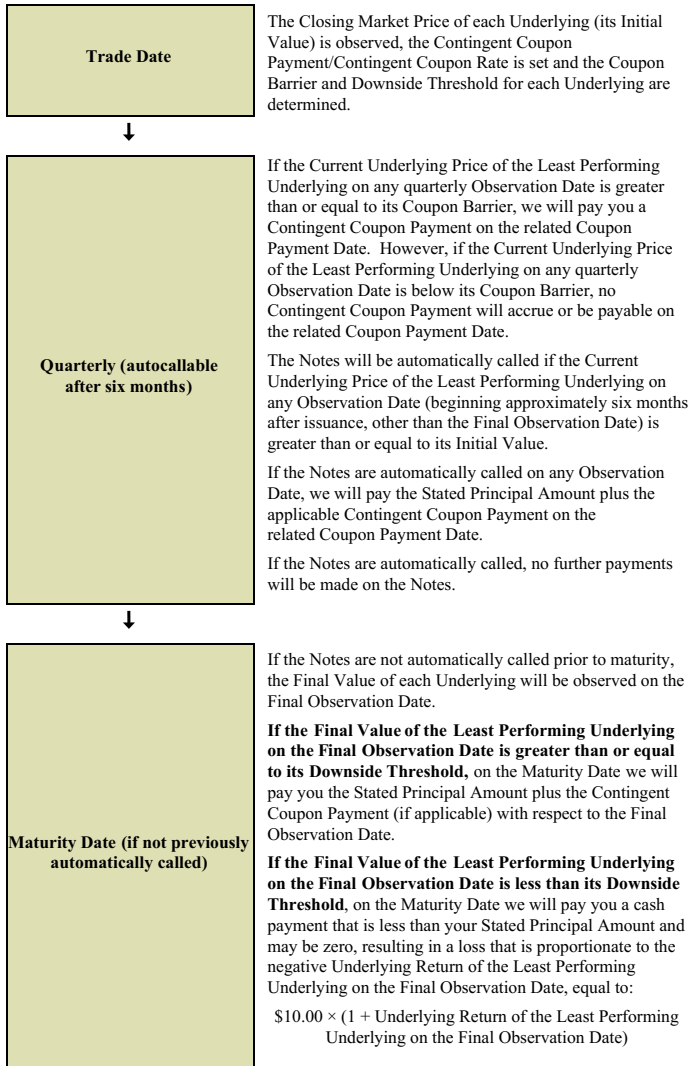 Trade Date
The Closing Market Price of each Underlying (its Initial
Value) is observed, the Contingent Coupon
Payment/Contingent Coupon Rate is set and the Coupon
Barrier and Downside Threshold for each Underlying are
determined.
Quarterly (autocallable
after six months)
If the Current Underlying Price of the Least Performing
Underlying on any quarterly Observation Date is greater
than or equal to its Coupon Barrier, we will pay you a
Contingent Coupon Payment on the related Coupon
Payment Date. However, if the Current Underlying Price
of the Least Performing Underlying on any quarterly
Observation Date is below its Coupon Barrier, no
Contingent Coupon Payment will accrue or be payable on
the related Coupon Payment Date.
The Notes will be automatically called if the Current
Underlying Price of the Least Performing Underlying on
any Observation Date (beginning approximately six months
after issuance, other than the Final Observation Date) is
greater than or equal to its Initial Value.
If the Notes are automatically called on any Observation
Date, we will pay the Stated Principal Amount plus the
applicable Contingent Coupon Payment on the
related Coupon Payment Date.
If the Notes are automatically called, no further payments
will be made on the Notes.
Maturity Date (if not previously
automatically called)
If the Notes are not automatically called prior to maturity,
the Final Value of each Underlying will be observed on the
Final Observation Date.
If the Final Value of the Least Performing Underlying
on the Final Observation Date is greater than or equal
to its Downside Threshold, on the Maturity Date we will
pay you the Stated Principal Amount plus the Contingent
Coupon Payment (if applicable) with respect to the Final
Observation Date.
If the Final Value of the Least Performing Underlying
on the Final Observation Date is less than its Downside
Threshold, on the Maturity Date we will pay you a cash
payment that is less than your Stated Principal Amount and
may be zero, resulting in a loss that is proportionate to the
negative Underlying Return of the Least Performing
Underlying on the Final Observation Date, equal to:
$10.00 × (1 + Underlying Return of the Least Performing
Underlying on the Final Observation Date)